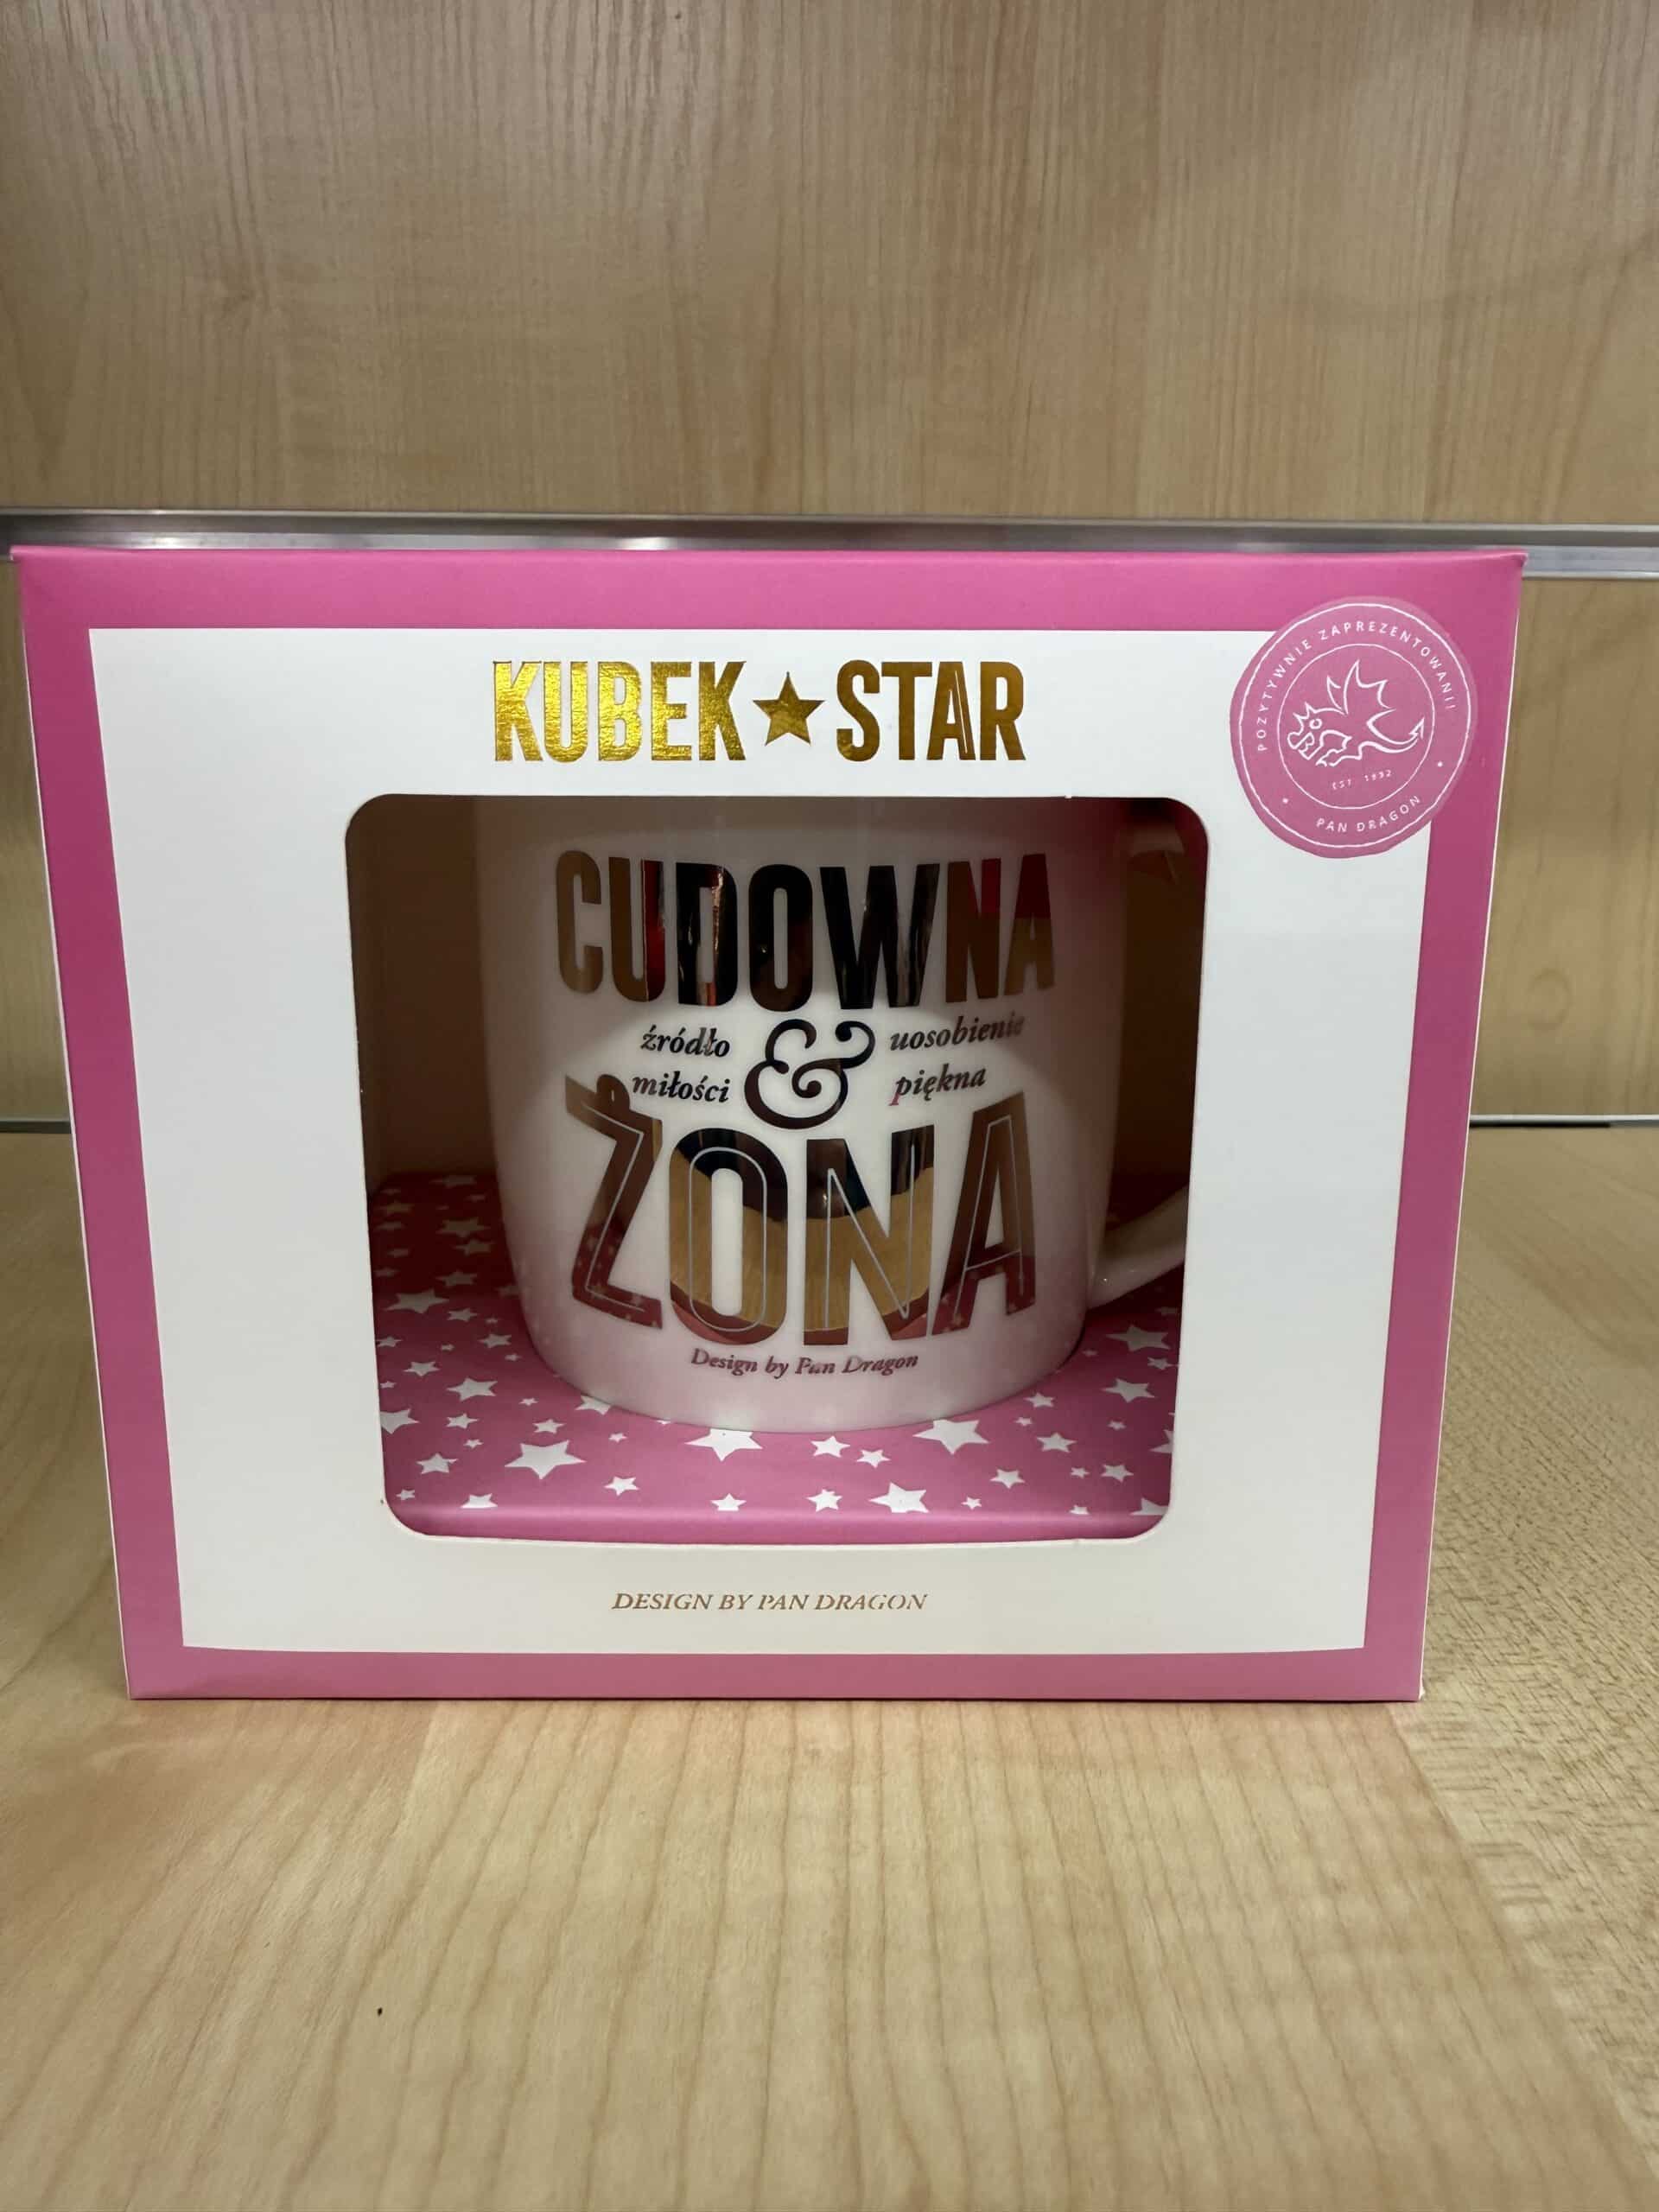 KUBEK★STAR
POZYTYWNIE ZAPREZENTOWANI!
EST. 1992
PAN DRAGON
CUDOWNA
źródło & uosobienie
miłości piękna
ŻONA
Design by Pan Dragon
DESIGN BY PAN DRAGON